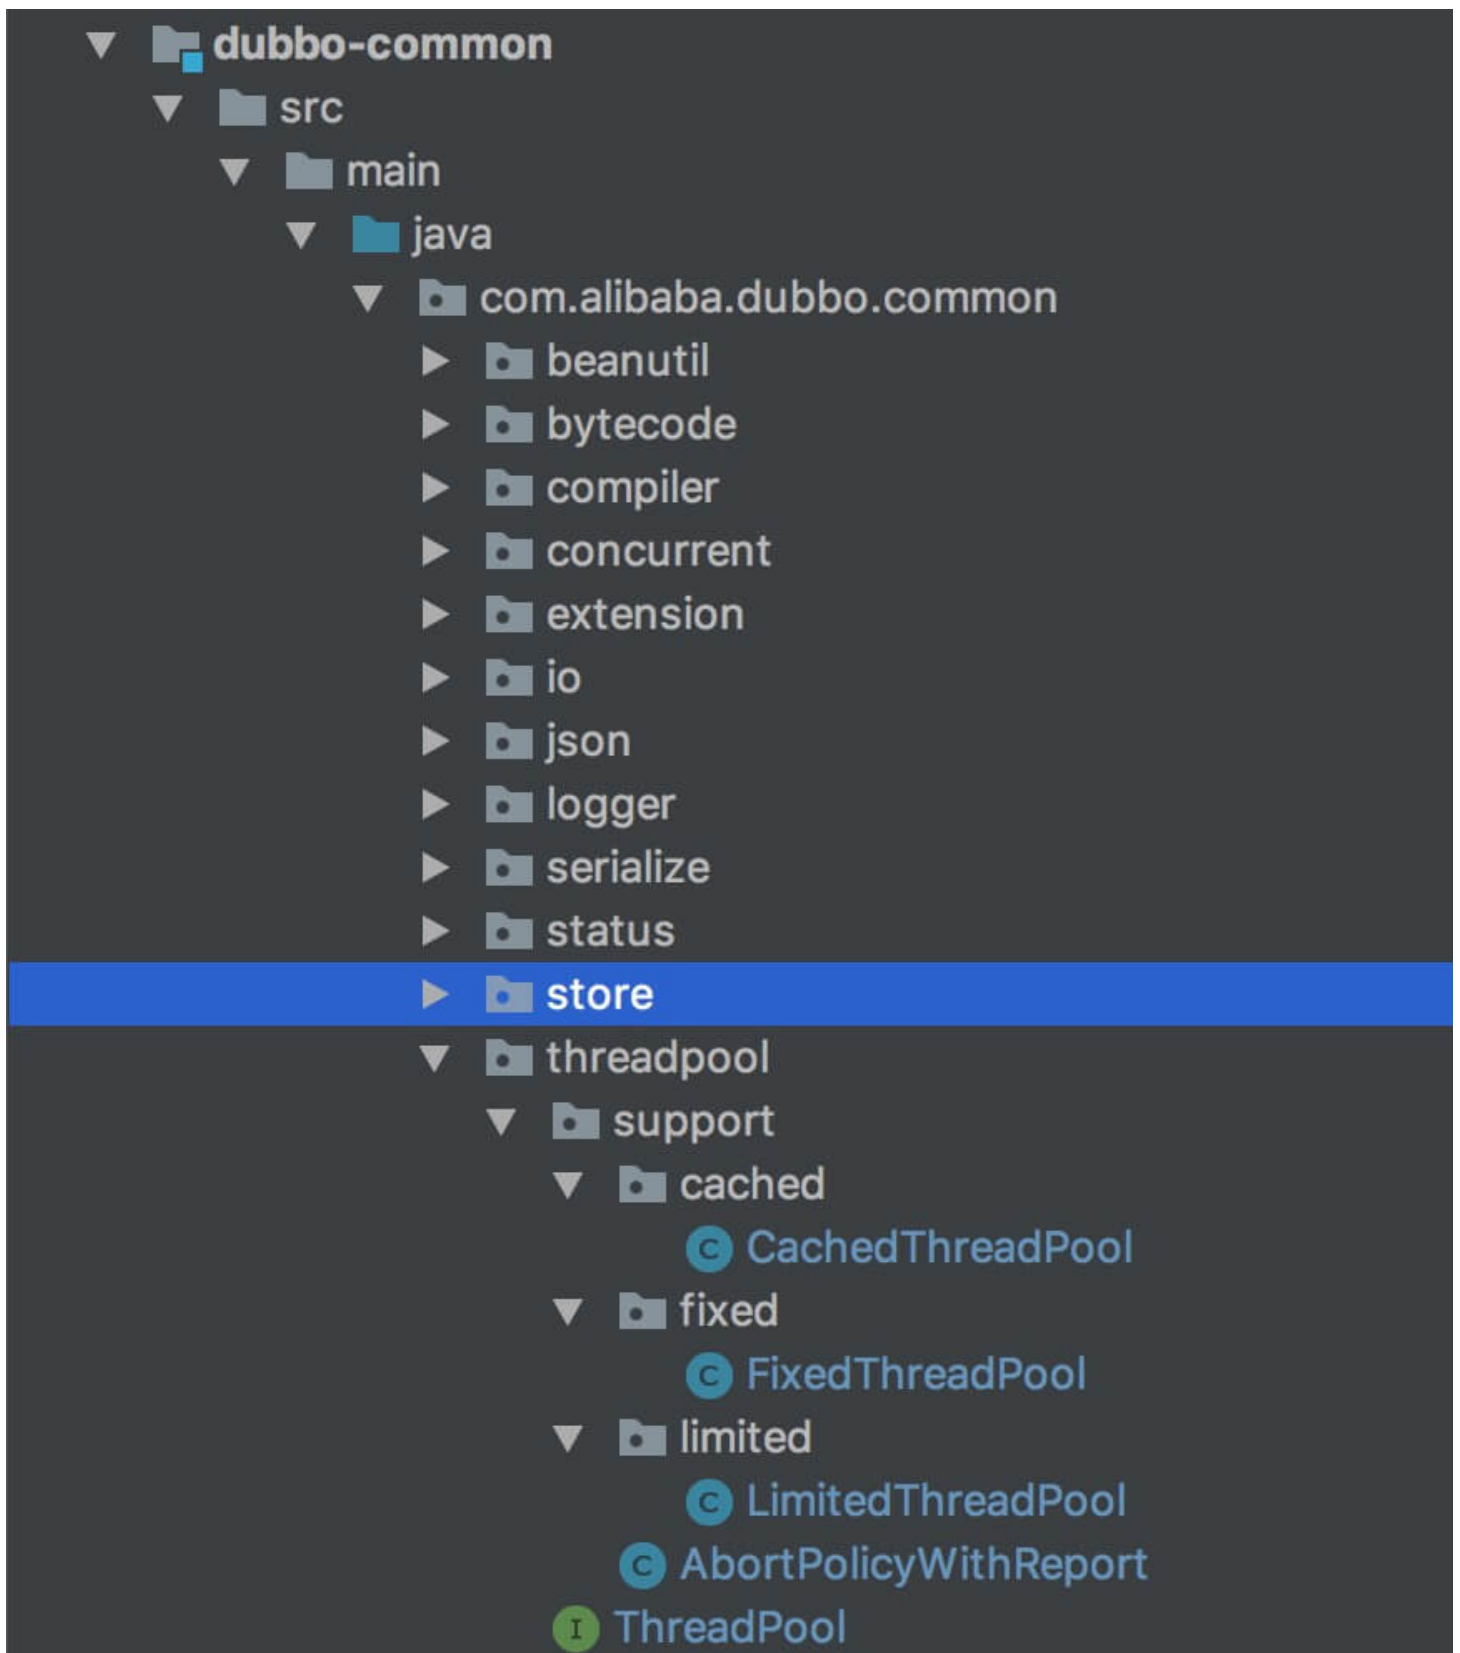 dubbo-common
src
main
java
com.alibaba.dubbo.common
beanutil
bytecode
compiler
concurrent
extension
io
json
logger
serialize
status
store
threadpool
support
cached
C CachedThreadPool
fixed
C FixedThreadPool
limited
C LimitedThreadPool
C AbortPolicyWithReport
I ThreadPool